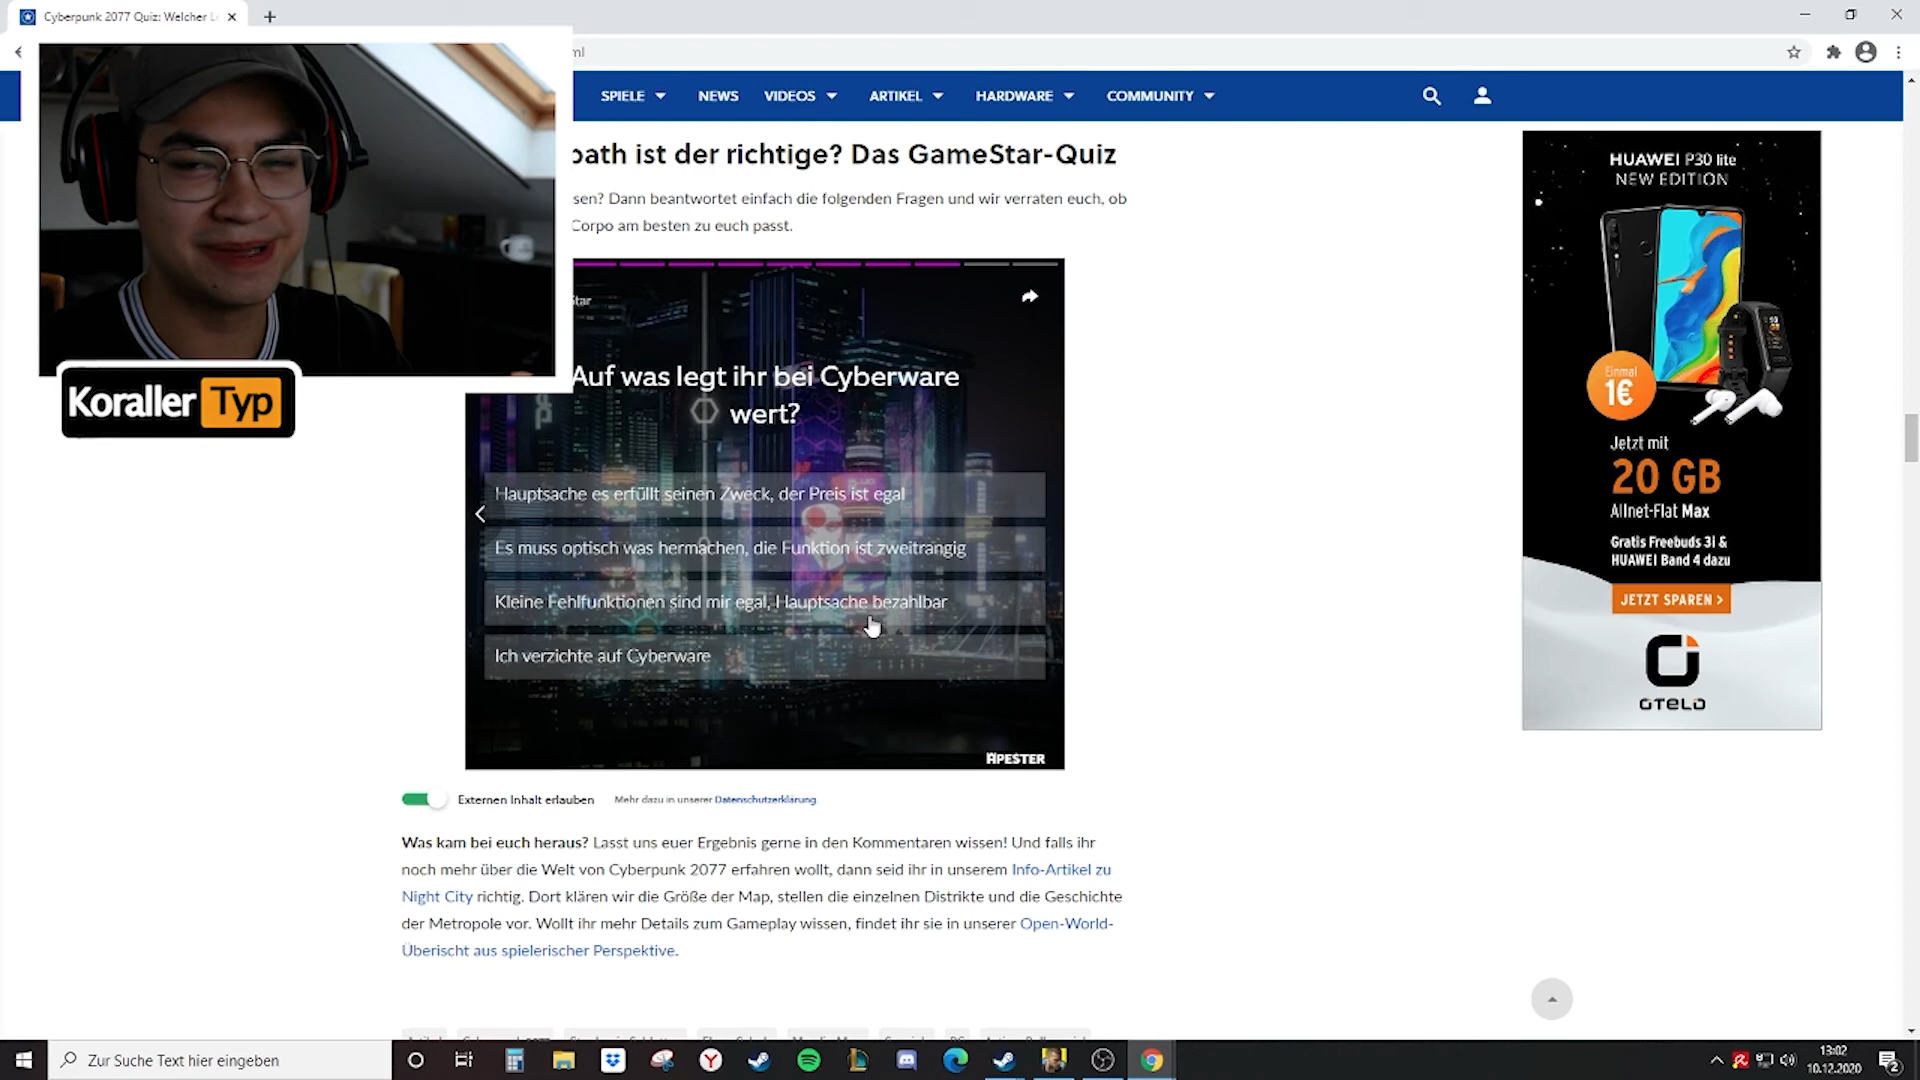 Cyberpunk 2077 Quiz: Welcher L
ml
SPIELE
NEWS
VIDEOS
ARTIKEL
HARDWARE
COMMUNITY
path ist der richtige? Das GameStar-Quiz
sen? Dann beantwortet einfach die folgenden Fragen und wir verraten euch, ob
Corpo am besten zu euch passt.
Koraller Typ
Star
Auf was legt ihr bei Cyberware
wert?
Hauptsache es erfüllt seinen Zweck, der Preis ist egal
Es muss optisch was hermachen, die Funktion ist zweitrangig
Kleine Fehlfunktionen sind mir egal, Hauptsache bezahlbar
Ich verzichte auf Cyberware
APESTER
Externen Inhalt erlauben
Mehr dazu in unserer Datenschutzerklärung.
Was kam bei euch heraus? Lasst uns euer Ergebnis gerne in den Kommentaren wissen! Und falls ihr
noch mehr über die Welt von Cyberpunk 2077 erfahren wollt, dann seid ihr in unserem Info-Artikel zu
Night City richtig. Dort klären wir die Größe der Map, stellen die einzelnen Distrikte und die Geschichte
der Metropole vor. Wollt ihr mehr Details zum Gameplay wissen, findet ihr sie in unserer Open-World-
Überischt aus spielerischer Perspektive.
HUAWEI P30 lite
NEW EDITION
Einmal
1€
Jetzt mit
20 GB
Allnet-Flat Max
Gratis Freebuds 3i &
HUAWEI Band 4 dazu
JETZT SPAREN >
OTELO
Zur Suche Text hier eingeben
13:02
10.12.2020
2